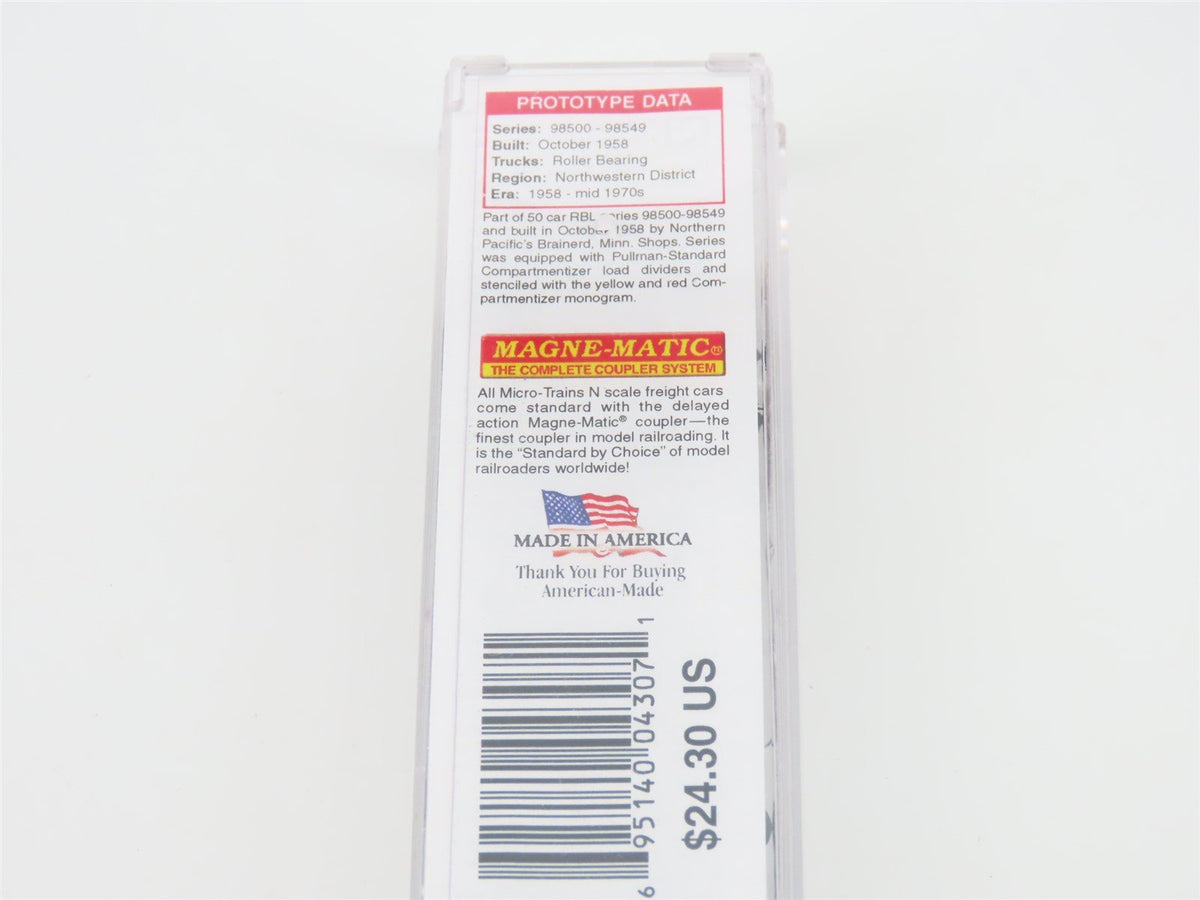 PROTOTYPE DATA
Series: 98500 - 98549
Built: October 1958
Trucks: Roller Bearing
Region: Northwestern District
Era: 1958 - mid 1970s
Part of 50 car RBL series 98500-98549
and built in October 1958 by Northern
Pacific's Brainerd, Minn. Shops. Series
was equipped with Pullman-Standard
Compartmentizer load dividers and
stenciled with the yellow and red Com-
partmentizer monogram.
MAGNE-MATIC®
THE COMPLETE COUPLER SYSTEM
All Micro-Trains N scale freight cars
come standard with the delayed
action Magne-Matic® coupler—the
finest coupler in model railroading. It
is the “Standard by Choice” of model
railroaders worldwide!
MADE IN AMERICA
Thank You For Buying
American-Made
6 95140 04307 1
$24.30 US